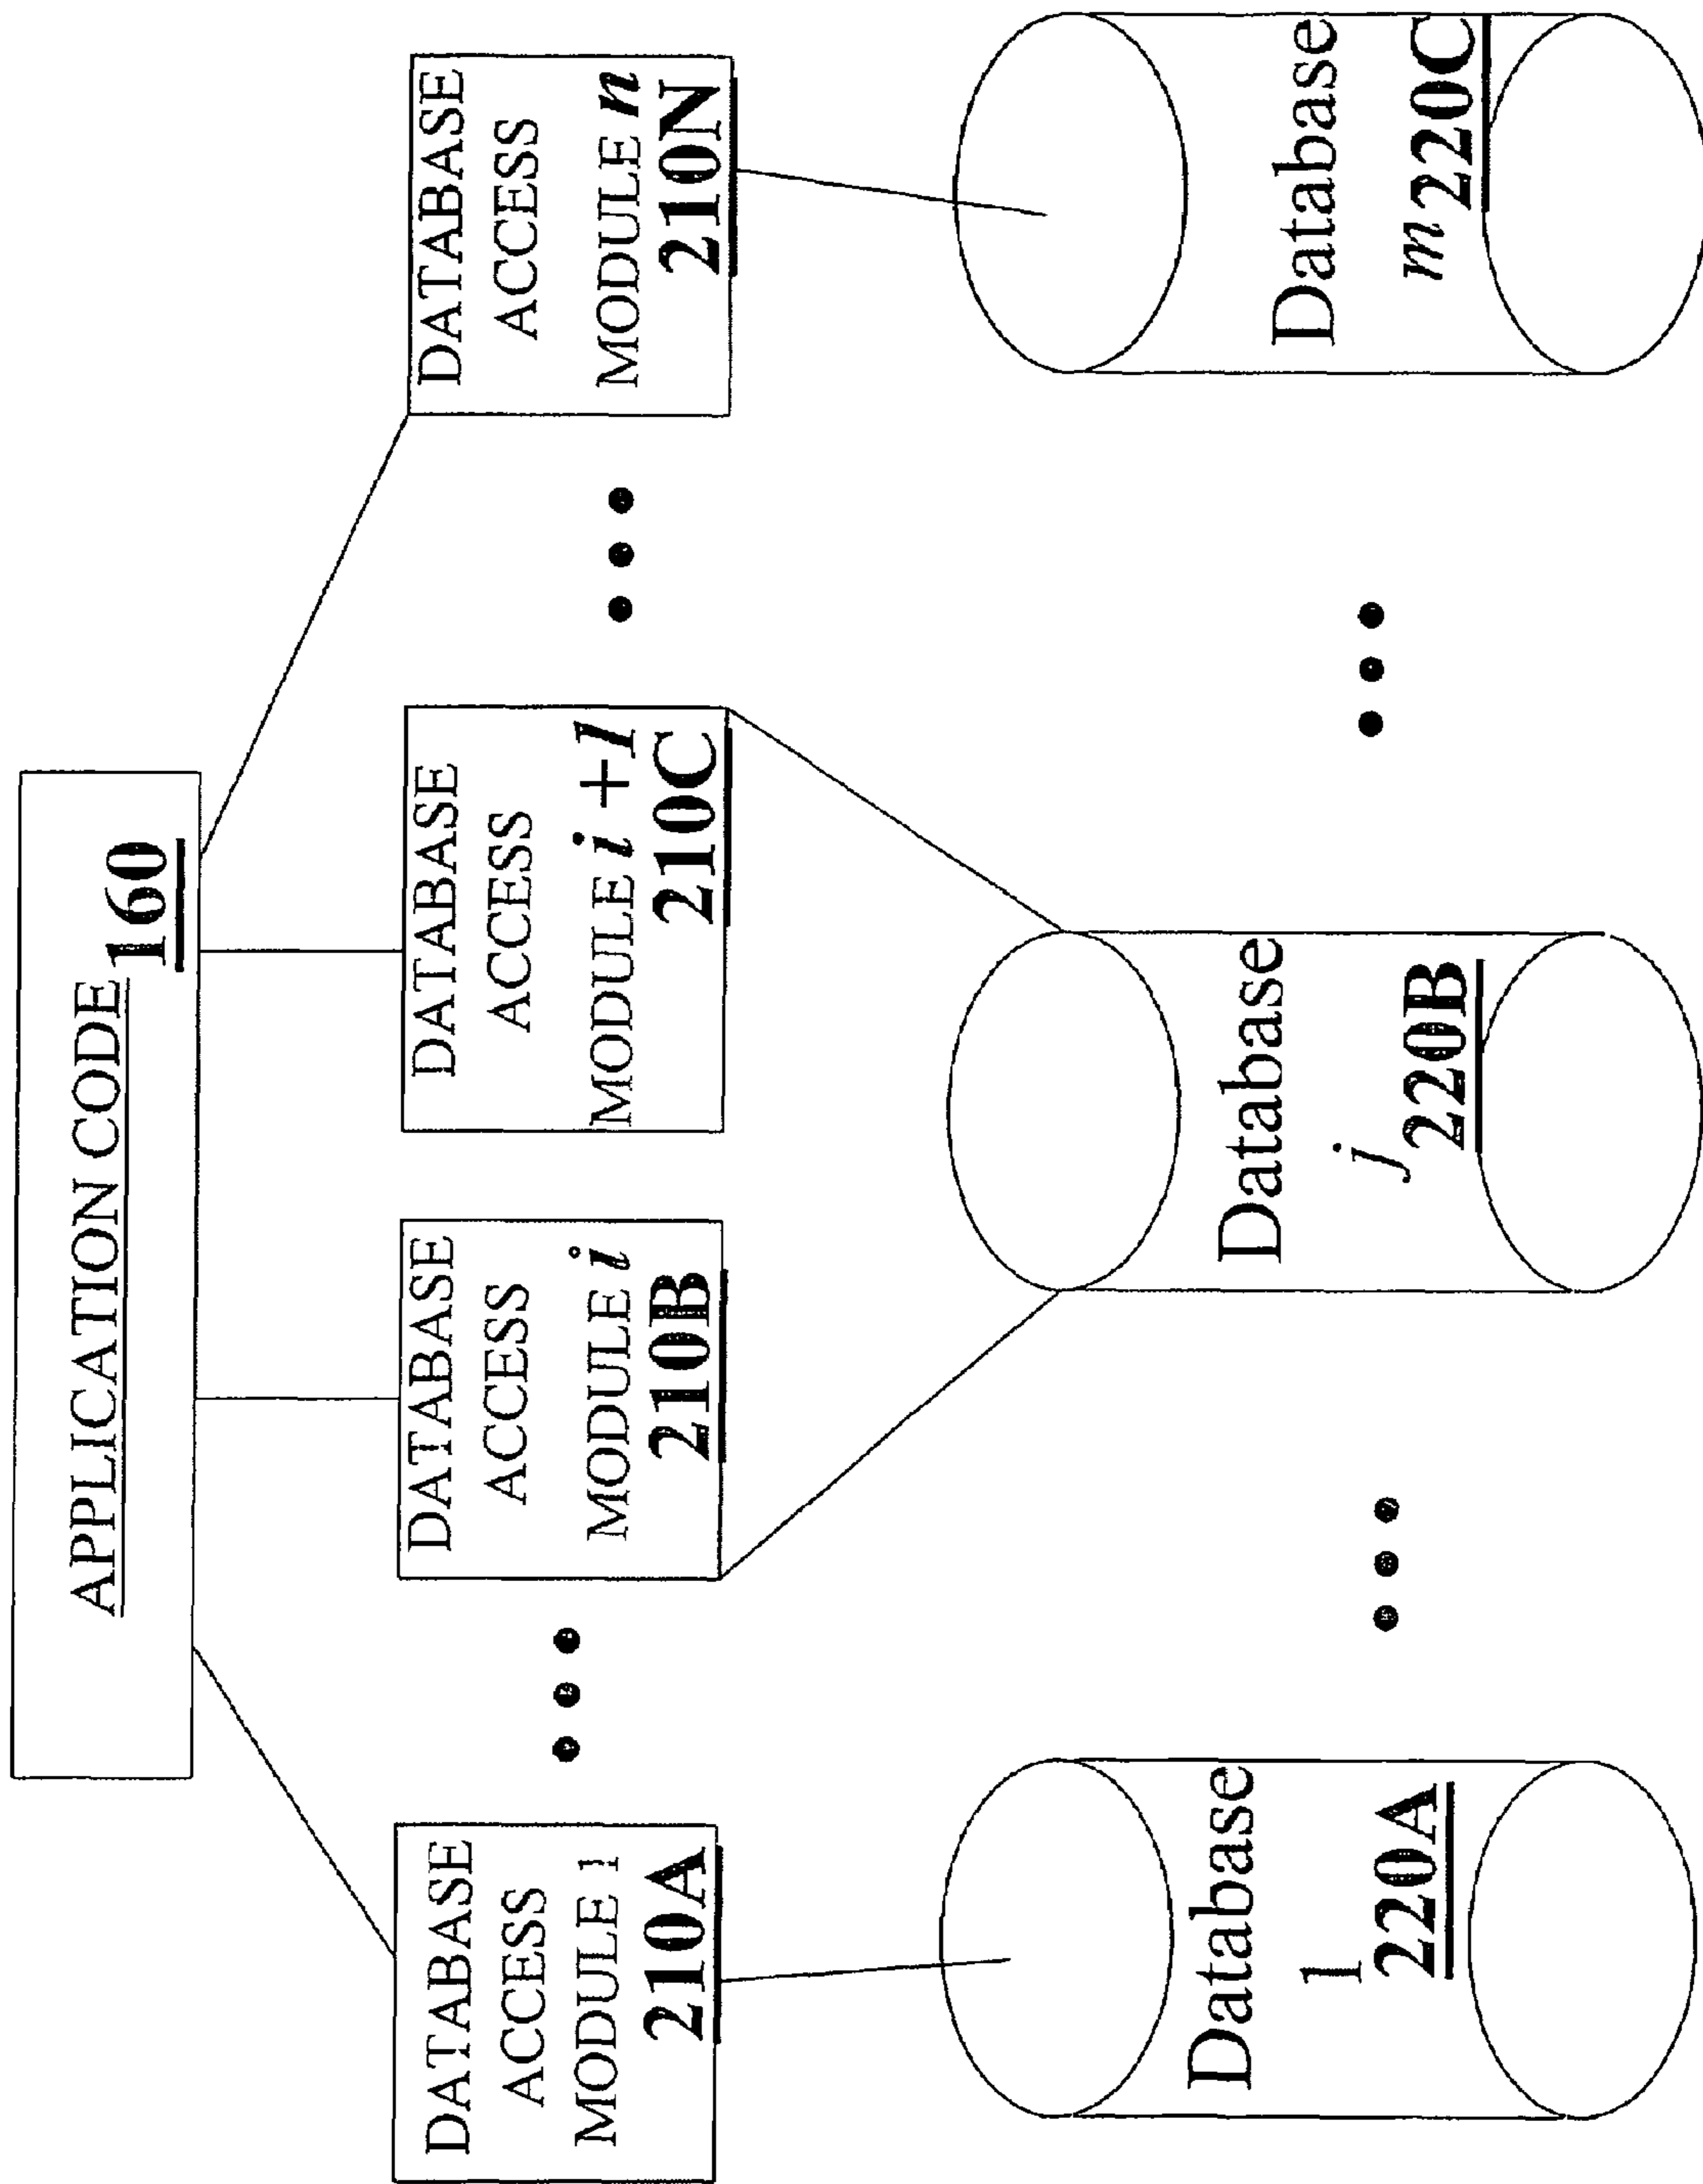 APPLICATION CODE 160
DATABASE
ACCESS
MODULE 1
210A
DATABASE
ACCESS
MODULE i
210B
DATABASE
ACCESS
MODULE i +1
210C
DATABASE
ACCESS
MODULE n
210N
Database
1
220A
Database
j
220B
Database
m 220C